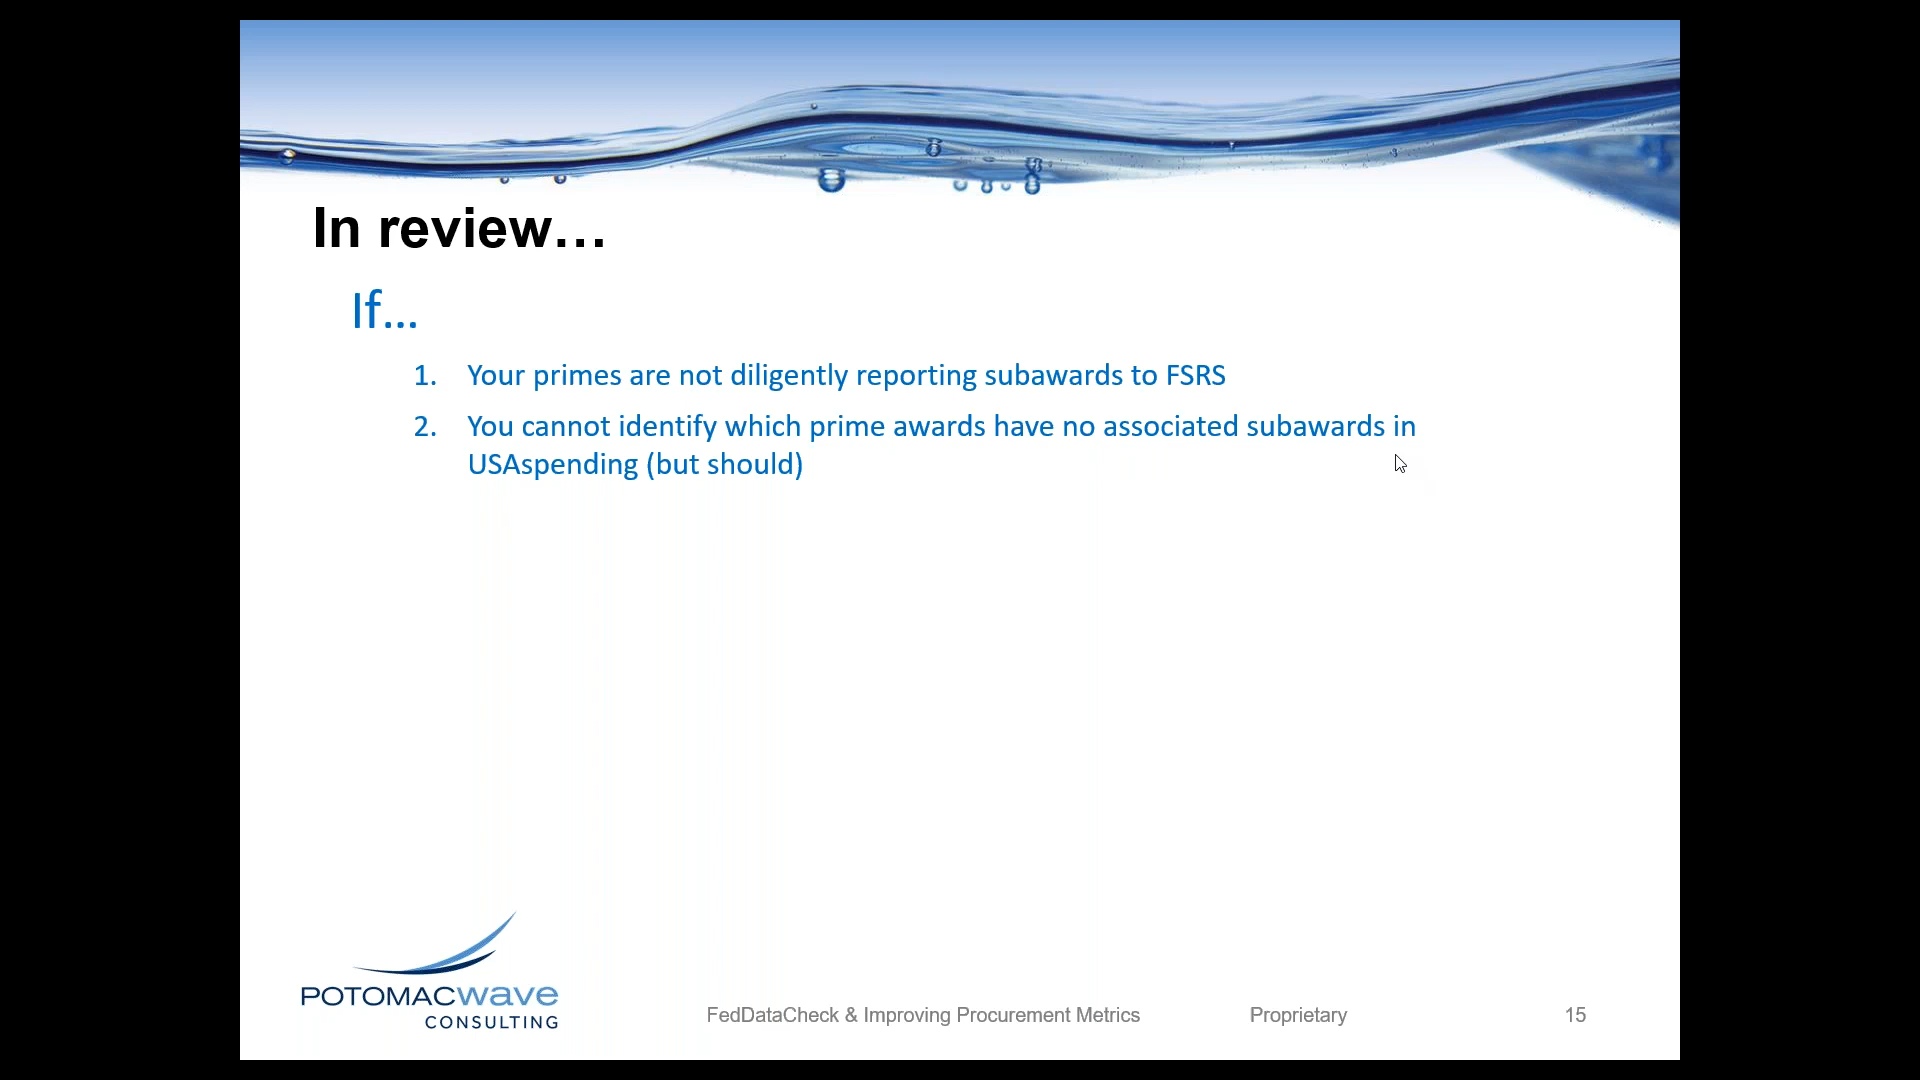 In review…
If…
1. Your primes are not diligently reporting subawards to FSRS
2. You cannot identify which prime awards have no associated subawards in
USAspending (but should)
POTOMACwave
CONSULTING
FedDataCheck & Improving Procurement Metrics Proprietary 15